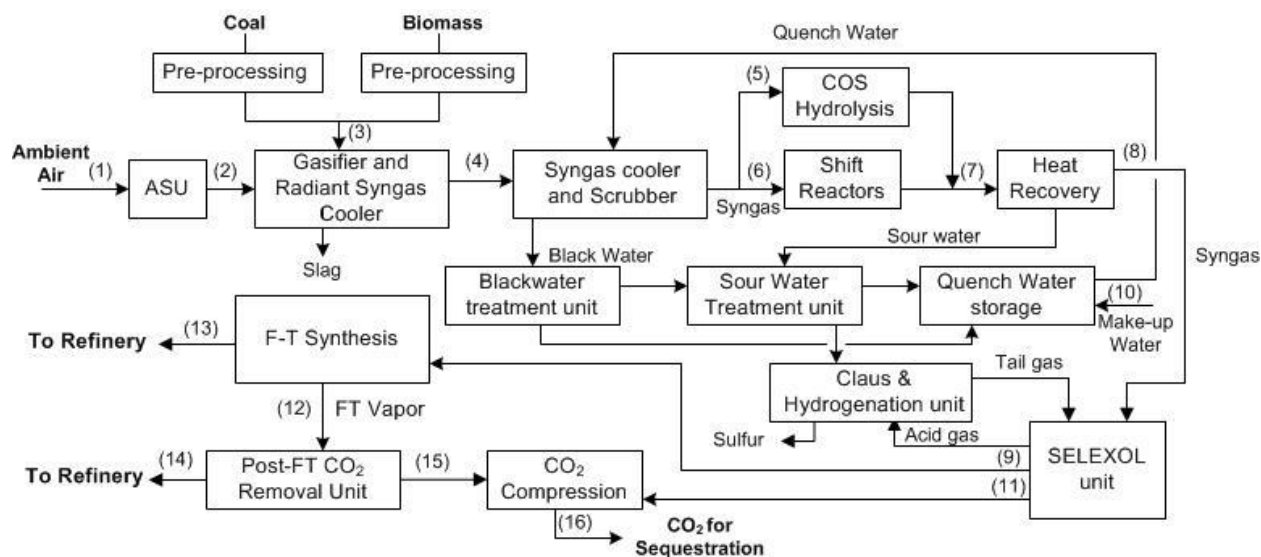 Coal
Biomass
Quench Water
Pre-processing
Pre-processing
(5)
COS
Hydrolysis
(3)
Ambient
Air
(1)
ASU
(2)
Gasifier and
Radiant Syngas
Cooler
(4)
Syngas cooler
and Scrubber
(6)
Syngas
Shift
Reactors
(7)
Heat
Recovery
(8)
Slag
Black Water
Sour water
Syngas
Blackwater
treatment unit
Sour Water
Treatment unit
Quench Water
storage
(10)
Make-up
Water
To Refinery
(13)
F-T Synthesis
Tail gas
Claus &
Hydrogenation unit
(12)
FT Vapor
Sulfur
Acid gas
(9)
SELEXOL
unit
To Refinery
(14)
Post-FT CO₂
Removal Unit
(15)
CO₂
Compression
(11)
(16)
CO₂ for
Sequestration